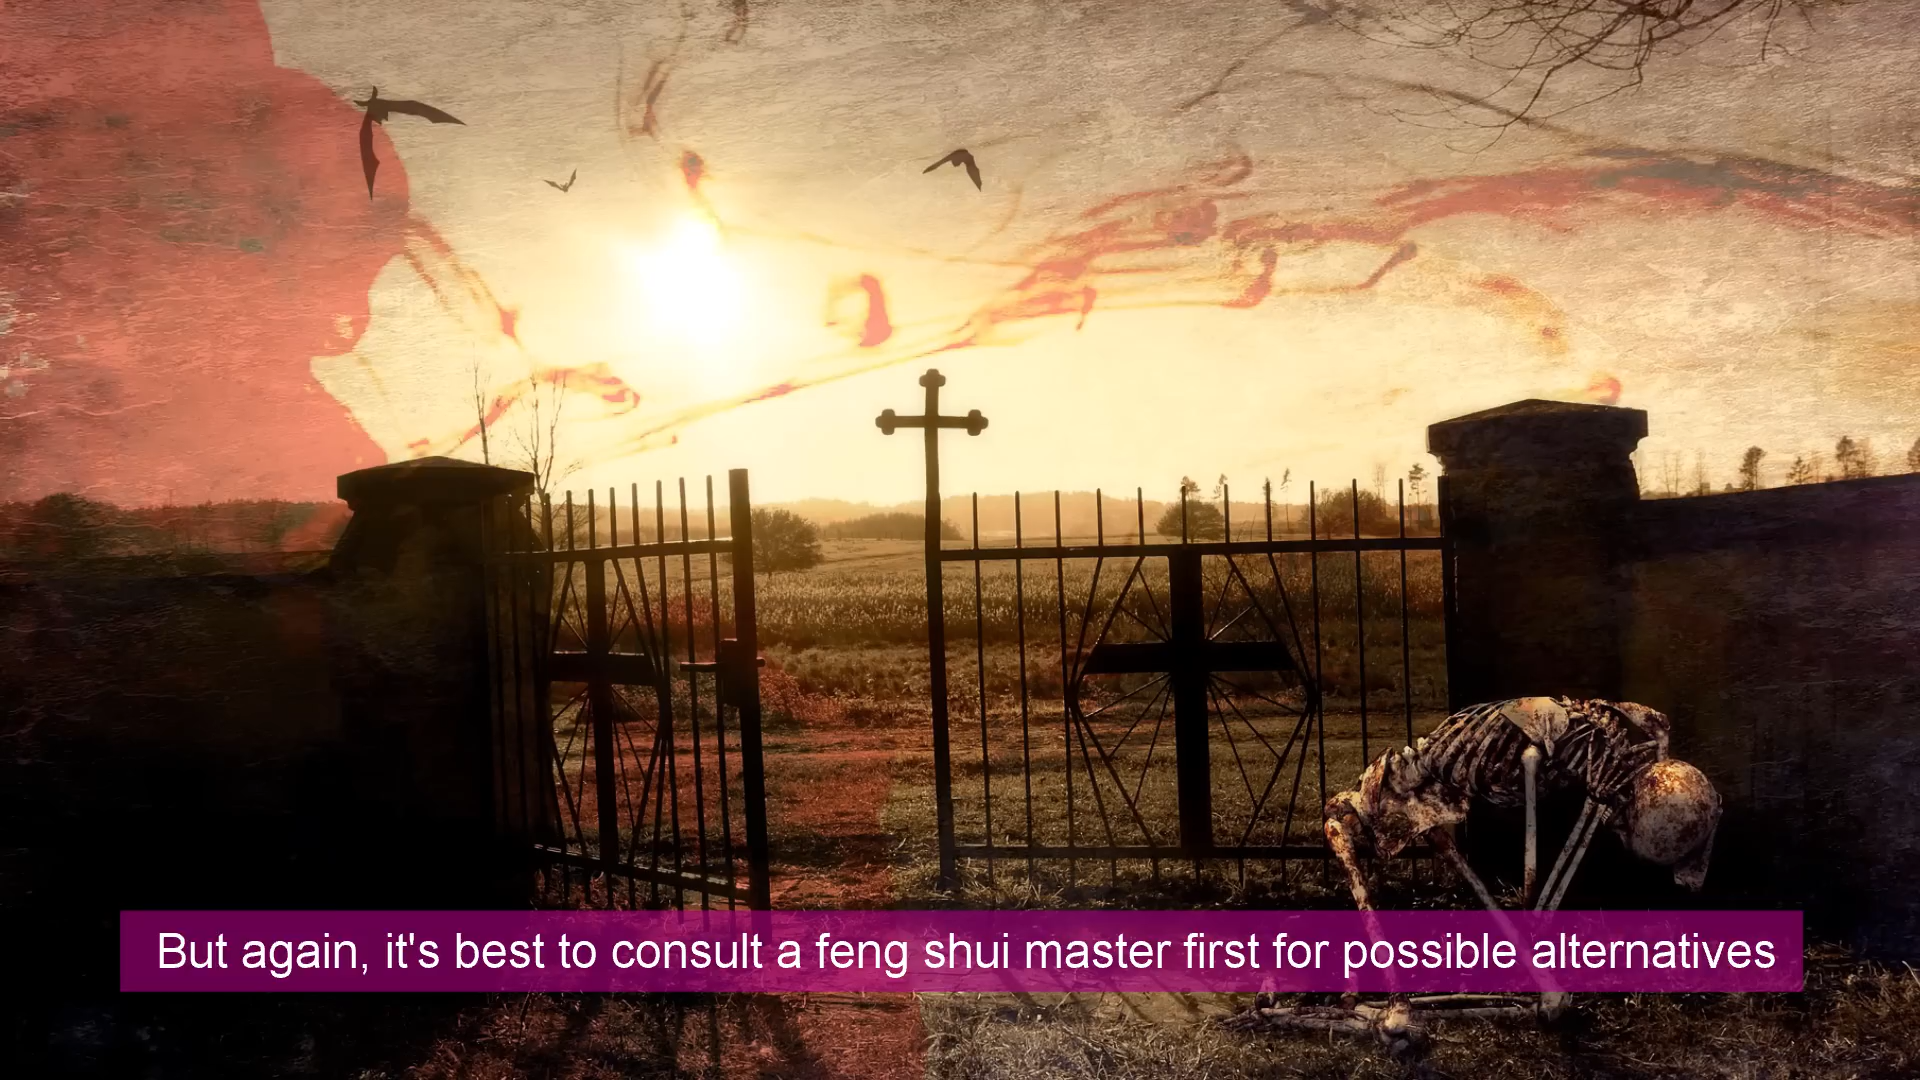 But again, it's best to consult a feng shui master first for possible alternatives